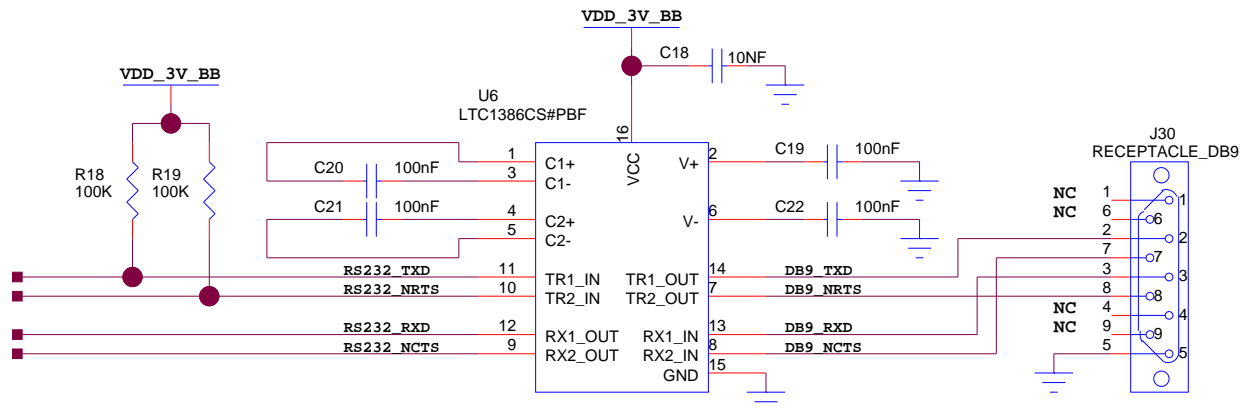 VDD_3V_BB
C18
10NF
VDD_3V_BB
U6
LTC1386CS#PBF
J30
RECEPTACLE_DB9
R18
100K
R19
100K
C20
100nF
C21
100nF
1
3
4
5
C1+
C1-
C2+
C2-
16
VCC
V+
V-
2
6
C19
100nF
C22
100nF
RS232_TXD
RS232_NRTS
RS232_RXD
RS232_NCTS
11
10
12
9
TR1_IN
TR2_IN
RX1_OUT
RX2_OUT
TR1_OUT
TR2_OUT
RX1_IN
RX2_IN
GND
14
7
13
8
15
DB9_TXD
DB9_NRTS
DB9_RXD
DB9_NCTS
NC
NC
NC
NC
1
6
2
7
3
8
4
9
5
1
6
2
7
3
8
4
9
5